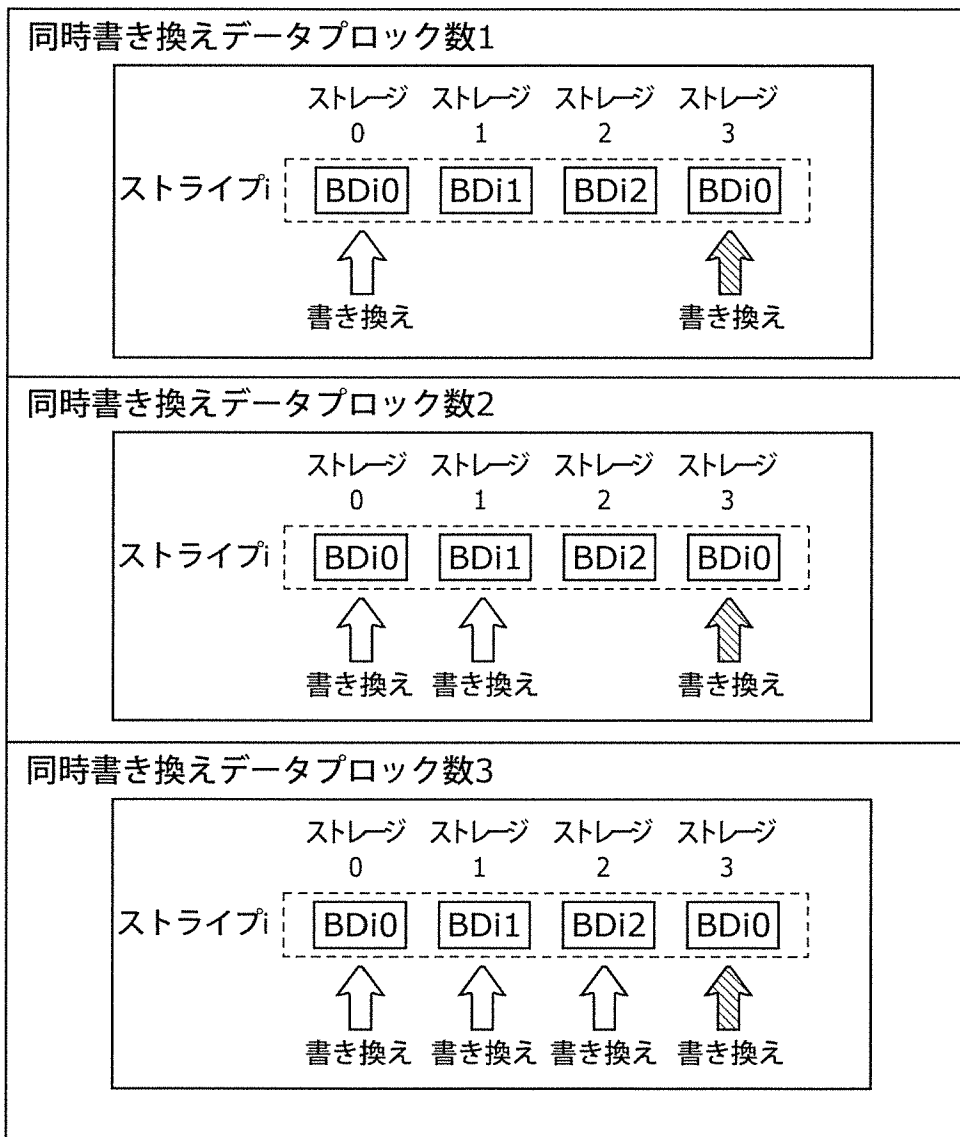 同時書き換えデータプロック数1
ストレージ ストレージ ストレージ ストレージ
0 1 2 3
ストライプi BDi0 BDi1 BDi2 BDi0
書き換え 書き換え
同時書き換えデータプロック数2
ストレージ ストレージ ストレージ ストレージ
0 1 2 3
ストライプi BDi0 BDi1 BDi2 BDi0
書き換え 書き換え 書き換え
同時書き換えデータプロック数3
ストレージ ストレージ ストレージ ストレージ
0 1 2 3
ストライプi BDi0 BDi1 BDi2 BDi0
書き換え 書き換え 書き換え 書き換え